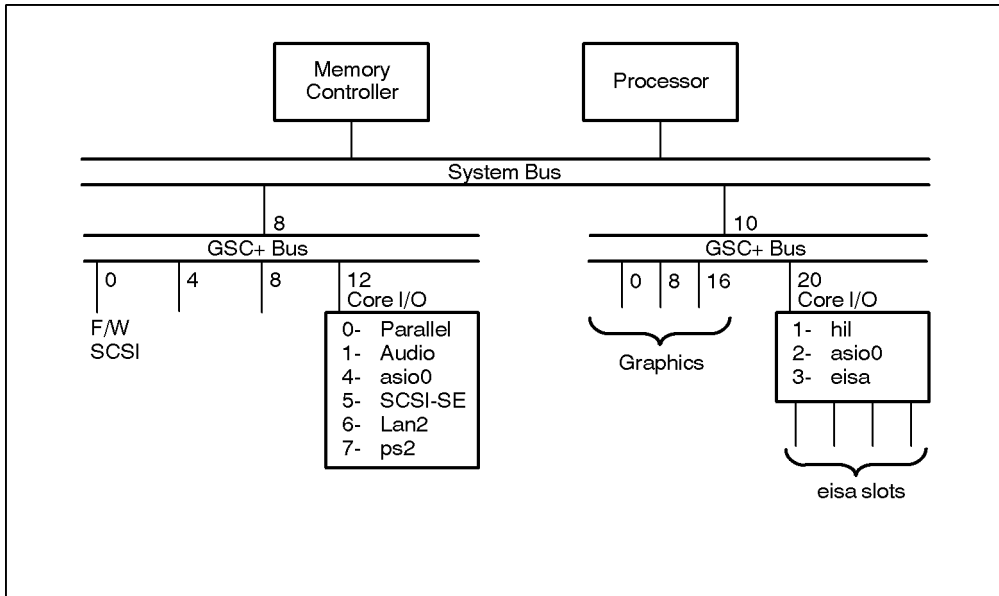 Memory
Controller
Processor
System Bus
8
10
GSC+ Bus
GSC+ Bus
0
4
8
12
0
8
16
20
Core I/O
Core I/O
F/W
SCSI
0- Parallel
1- Audio
4- asio0
5- SCSI-SE
6- Lan2
7- ps2
Graphics
1- hil
2- asio0
3- eisa
eisa slots